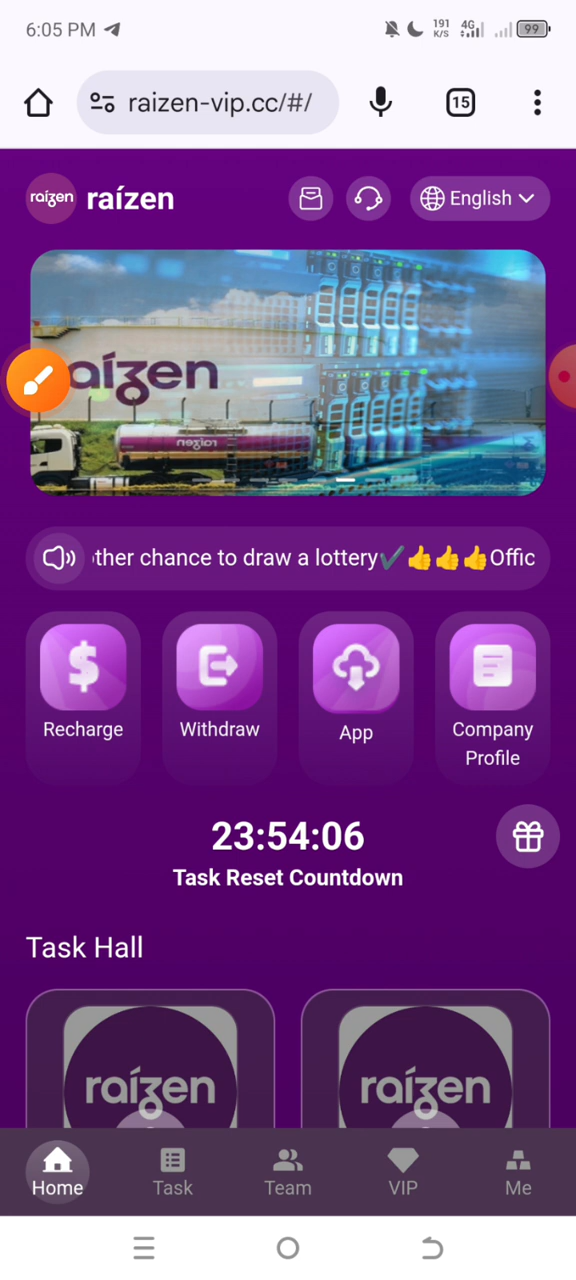 6:05 PM
191
K/S
4G
99
raizen-vip.cc/#/
15
raízen
raízen
English
aízen
raízen
ther chance to draw a lottery✔👍👍👍Offic
Recharge
Withdraw
App
Company
Profile
23:54:06
Task Reset Countdown
Task Hall
raízen
raízen
Home
Task
Team
VIP
Me